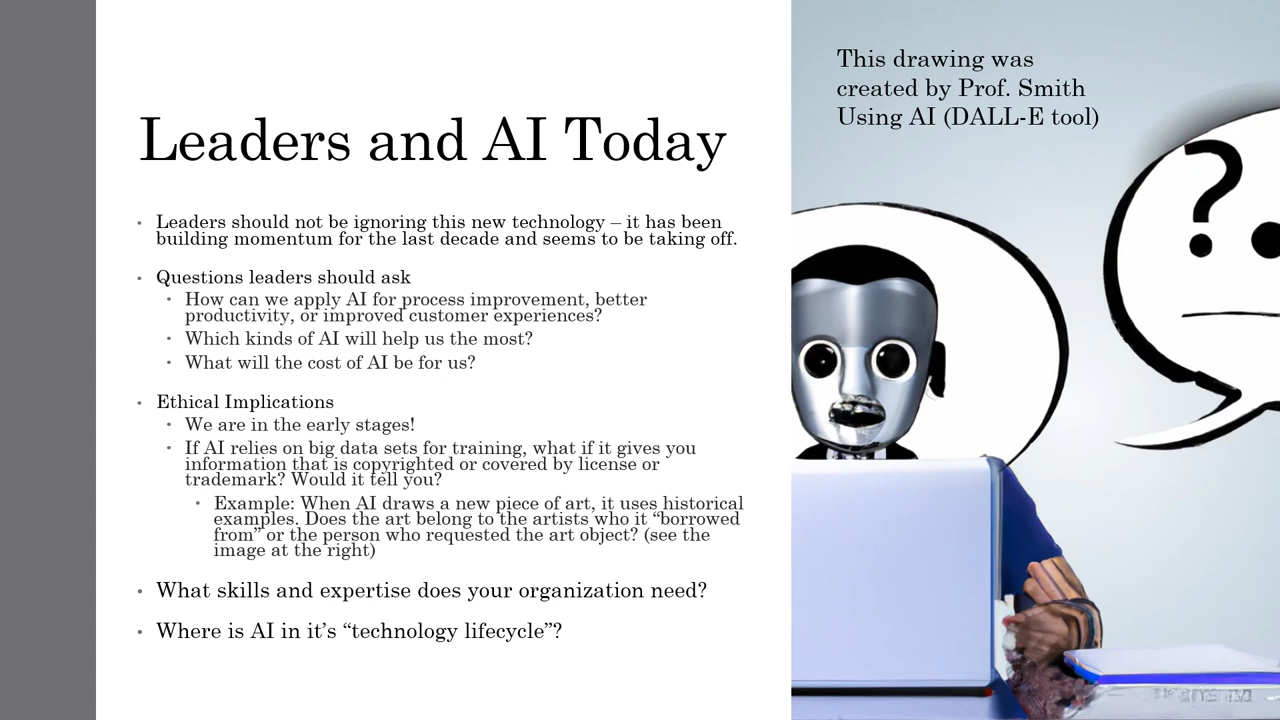 This drawing was
created by Prof. Smith
Using AI (DALL-E tool)
Leaders and AI Today
• Leaders should not be ignoring this new technology – it has been
building momentum for the last decade and seems to be taking off.
• Questions leaders should ask
• How can we apply AI for process improvement, better
productivity, or improved customer experiences?
• Which kinds of AI will help us the most?
• What will the cost of AI be for us?
• Ethical Implications
• We are in the early stages!
• If AI relies on big data sets for training, what if it gives you
information that is copyrighted or covered by license or
trademark? Would it tell you?
• Example: When AI draws a new piece of art, it uses historical
examples. Does the art belong to the artists who it “borrowed
from” or the person who requested the art object? (see the
image at the right)
• What skills and expertise does your organization need?
• Where is AI in it’s “technology lifecycle”?
?